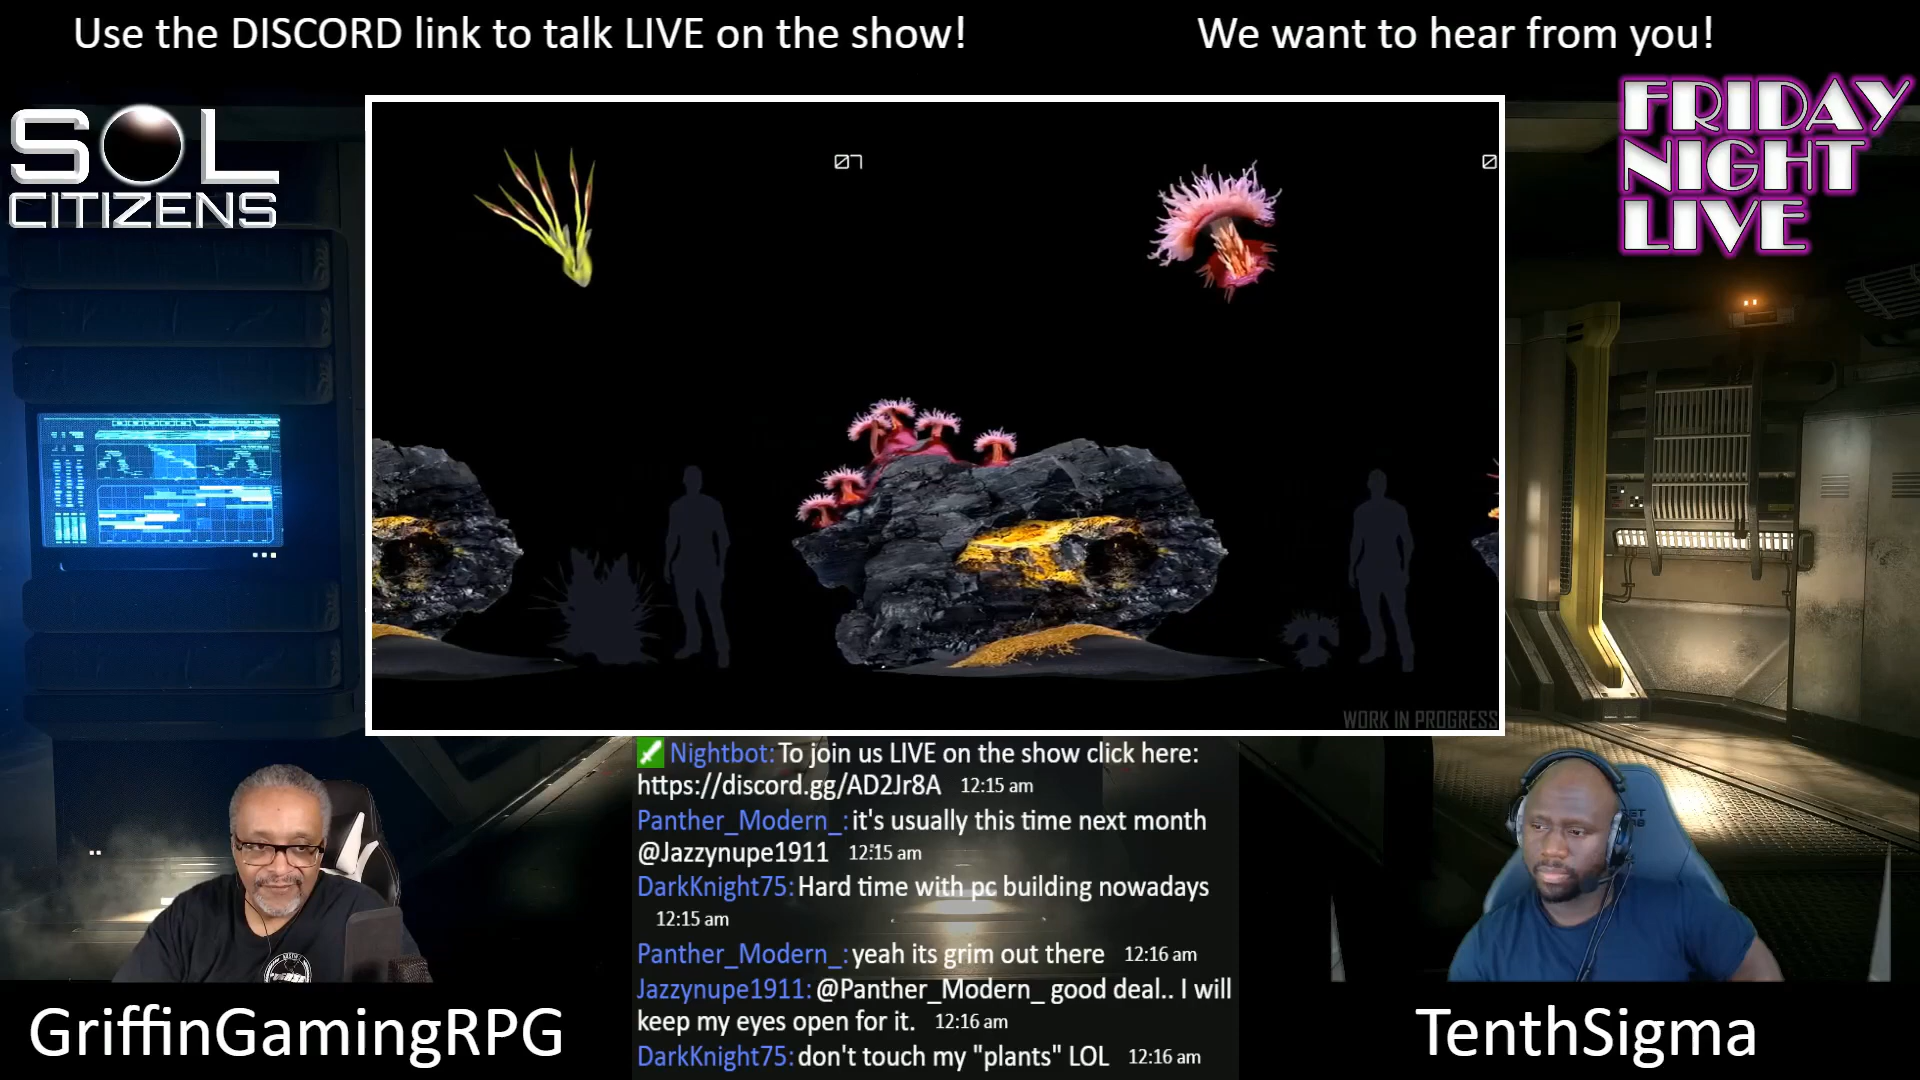 Use the DISCORD link to talk LIVE on the show!
We want to hear from you!
SOL
CITIZENS
FRIDAY
NIGHT
LIVE
07
0
WORK IN PROGRESS
Nightbot: To join us LIVE on the show click here:
https://discord.gg/AD2Jr8A 12:15 am
Panther_Modern_: it's usually this time next month
@Jazzynupe1911 12:15 am
DarkKnight75: Hard time with pc building nowadays
12:15 am
Panther_Modern_: yeah its grim out there 12:16 am
Jazzynupe1911: @Panther_Modern_ good deal.. I will
keep my eyes open for it. 12:16 am
DarkKnight75: don't touch my "plants" LOL 12:16 am
GriffinGamingRPG
TenthSigma